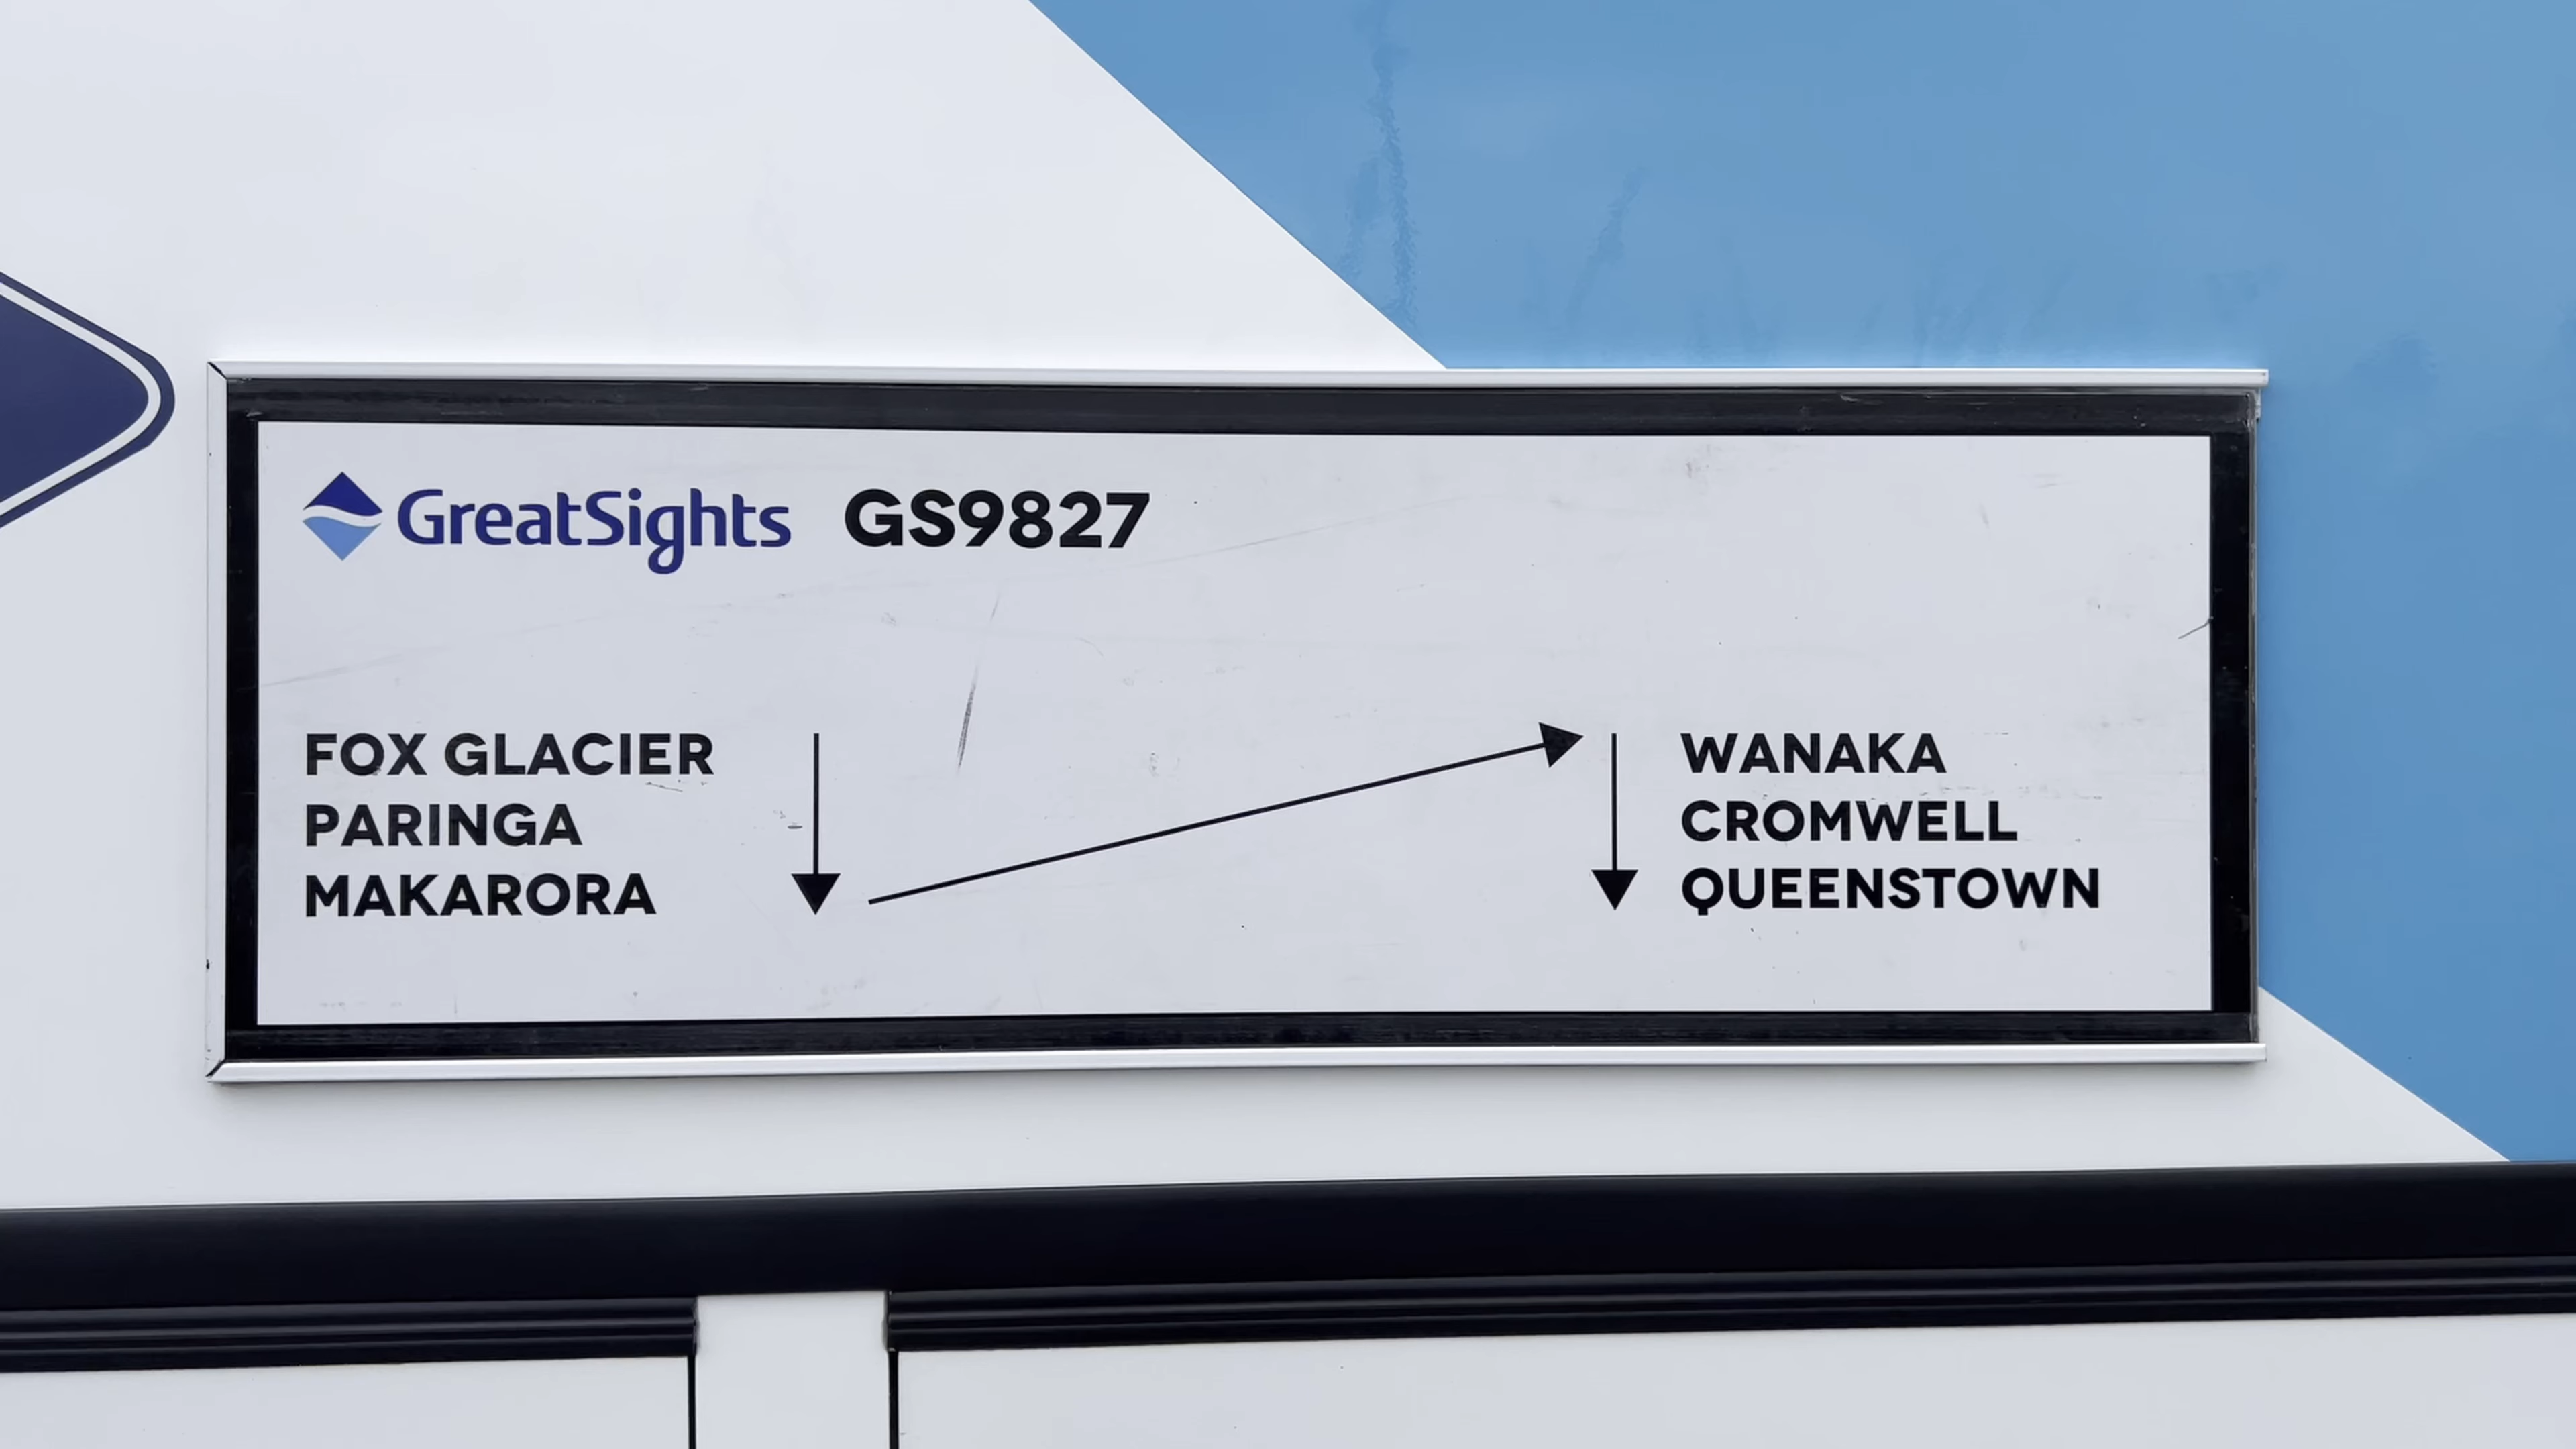 GreatSights GS9827
FOX GLACIER
PARINGA
MAKARORA
WANAKA
CROMWELL
QUEENSTOWN